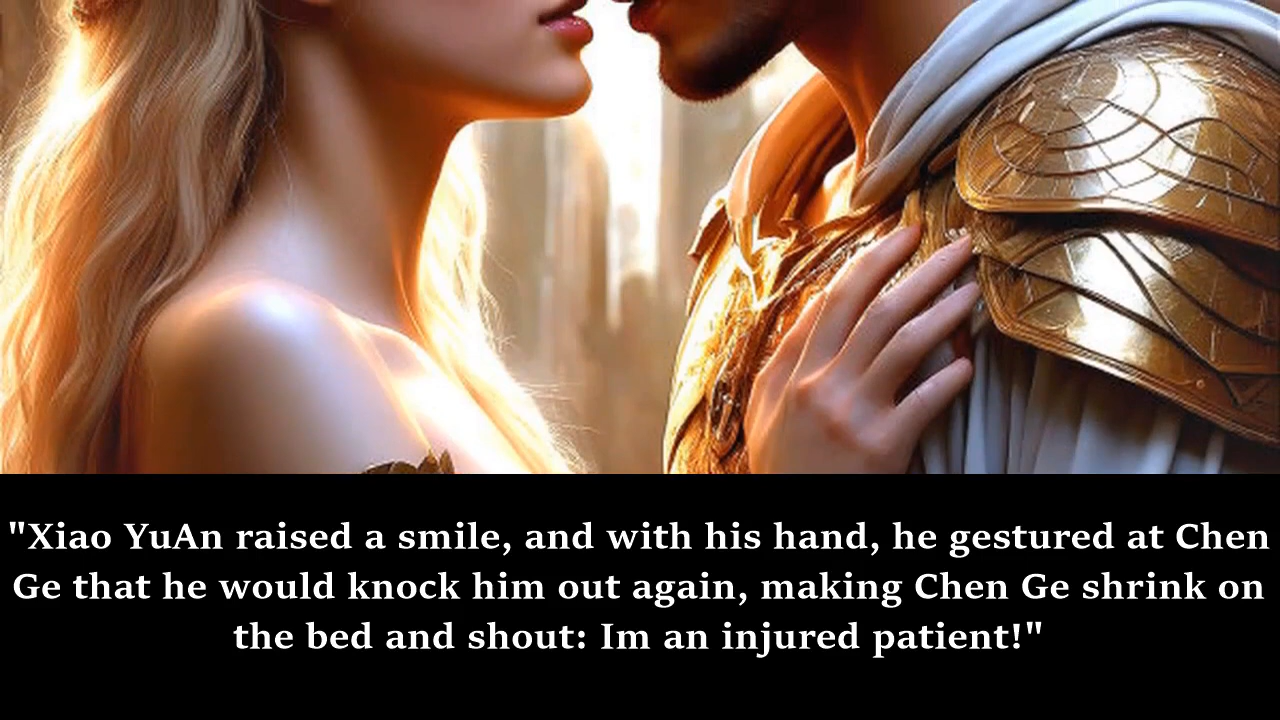 "Xiao YuAn raised a smile, and with his hand, he gestured at Chen
Ge that he would knock him out again, making Chen Ge shrink on
the bed and shout: Im an injured patient!"